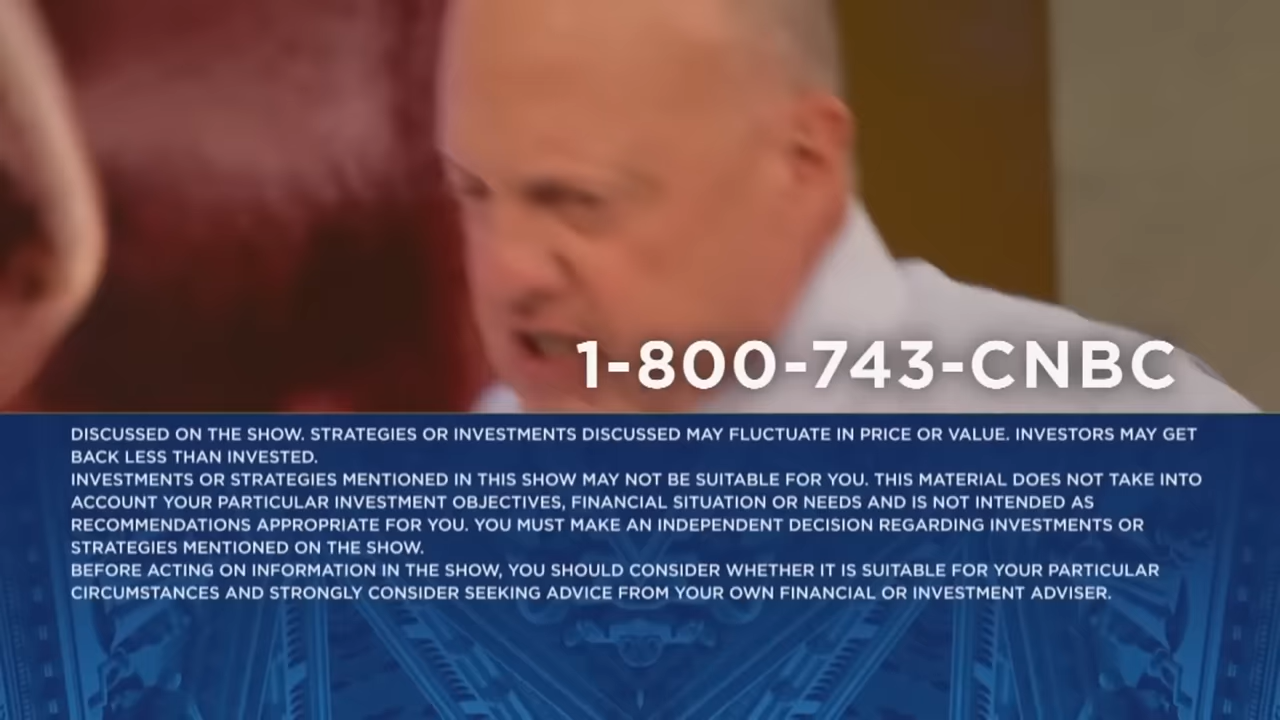 1-800-743-CNBC
DISCUSSED ON THE SHOW. STRATEGIES OR INVESTMENTS DISCUSSED MAY FLUCTUATE IN PRICE OR VALUE. INVESTORS MAY GET
BACK LESS THAN INVESTED.
INVESTMENTS OR STRATEGIES MENTIONED IN THIS SHOW MAY NOT BE SUITABLE FOR YOU. THIS MATERIAL DOES NOT TAKE INTO
ACCOUNT YOUR PARTICULAR INVESTMENT OBJECTIVES, FINANCIAL SITUATION OR NEEDS AND IS NOT INTENDED AS
RECOMMENDATIONS APPROPRIATE FOR YOU. YOU MUST MAKE AN INDEPENDENT DECISION REGARDING INVESTMENTS OR
STRATEGIES MENTIONED ON THE SHOW.
BEFORE ACTING ON INFORMATION IN THE SHOW, YOU SHOULD CONSIDER WHETHER IT IS SUITABLE FOR YOUR PARTICULAR
CIRCUMSTANCES AND STRONGLY CONSIDER SEEKING ADVICE FROM YOUR OWN FINANCIAL OR INVESTMENT ADVISER.